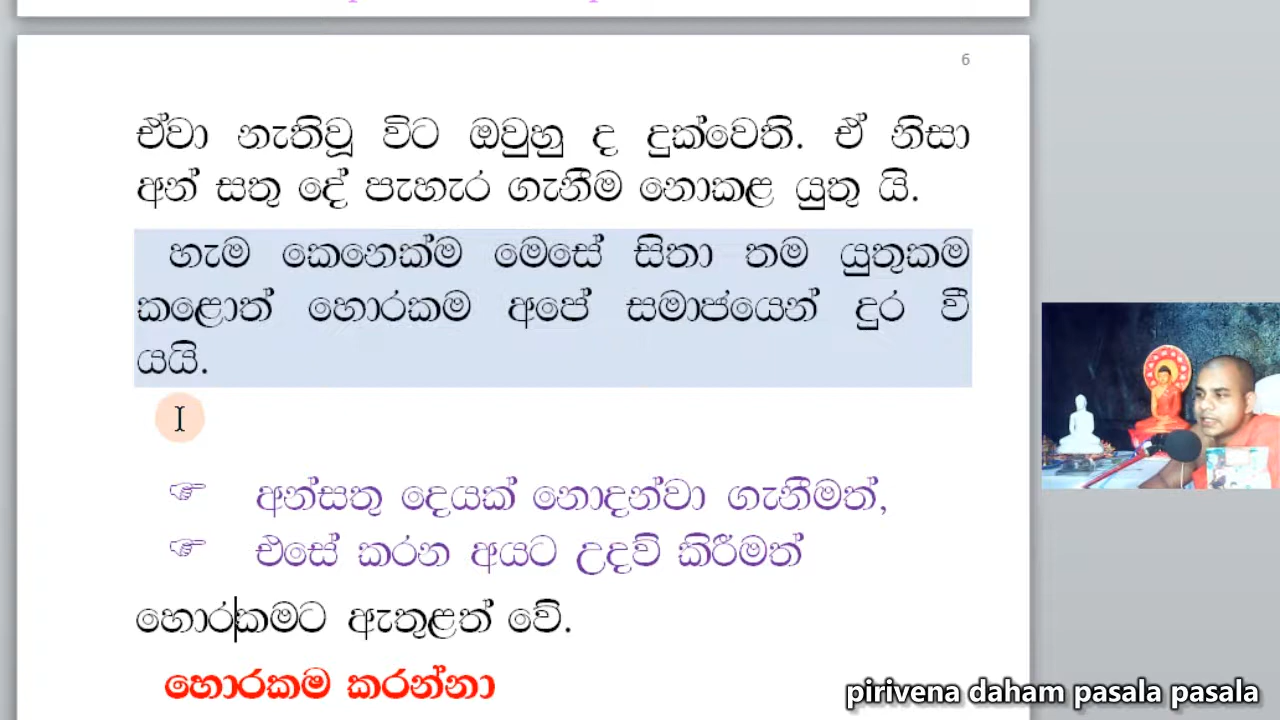 6
ඒවා නැතිවූ විට ඔවුහු ද දුක්වෙති. ඒ නිසා
අන් සතු දේ පැහැර ගැනීම නොකළ යුතු යි.
හැම කෙනෙක්ම මෙසේ සිතා තම යුතුකම
කළොත් හොරකම අපේ සමාජයෙන් දුර වී
යයි.
අන්සතු දෙයක් නොදන්වා ගැනීමත්,
එසේ කරන අයට උදව් කිරීමත්
හොරකමට ඇතුළත් වේ.
හොරකම කරන්නා
pirivena daham pasala pasala